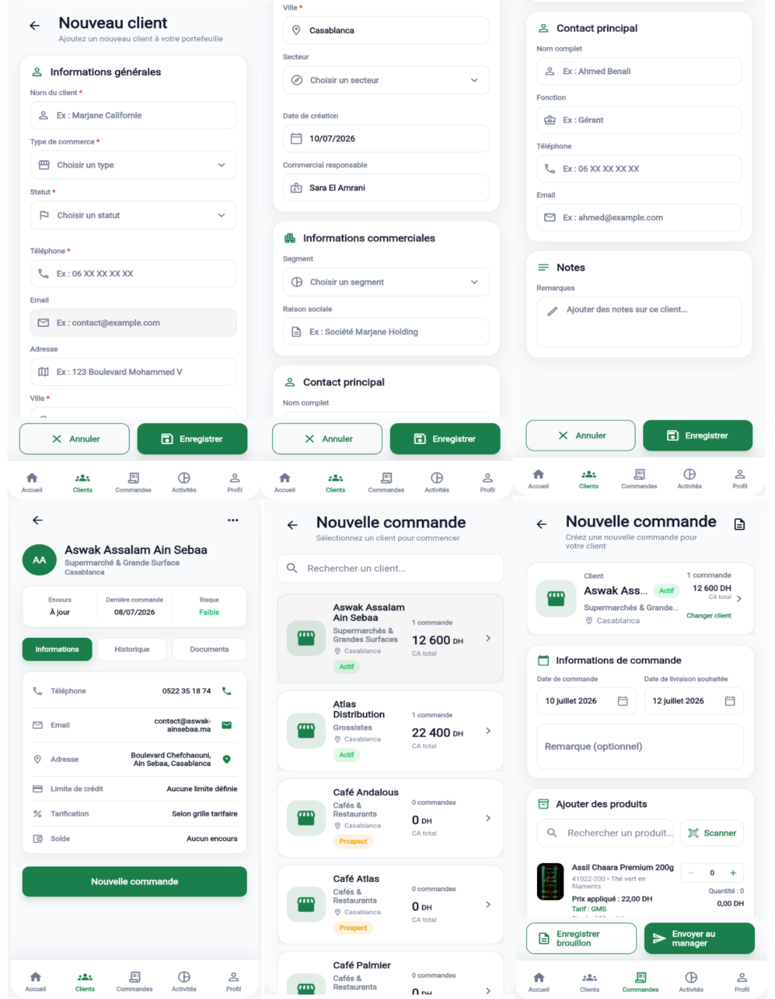 Nouveau client
Ajoutez un nouveau client à votre portefeuille
Informations générales
Nom du client *
Ex : Marjane Californie
Type de commerce *
Choisir un type
Statut *
Choisir un statut
Téléphone *
Ex : 06 XX XX XX XX
Email
Ex : contact@example.com
Adresse
Ex : 123 Boulevard Mohammed V
Ville *
Annuler
Enregistrer
Accueil
Clients
Commandes
Activités
Profil
Ville *
Casablanca
Secteur
Choisir un secteur
Date de création
10/07/2026
Commercial responsable
Sara El Amrani
Informations commerciales
Segment
Choisir un segment
Raison sociale
Ex : Société Marjane Holding
Contact principal
Nom complet
Annuler
Enregistrer
Accueil
Clients
Commandes
Activités
Profil
Contact principal
Nom complet
Ex : Ahmed Benali
Fonction
Ex : Gérant
Téléphone
Ex : 06 XX XX XX XX
Email
Ex : ahmed@example.com
Notes
Remarques
Ajouter des notes sur ce client...
Annuler
Enregistrer
Accueil
Clients
Commandes
Activités
Profil
AA
Aswak Assalam Ain Sebaa
Supermarché & Grande Surface
Casablanca
Encours
À jour
Dernière commande
08/07/2026
Risque
Faible
Informations
Historique
Documents
Téléphone
0522 35 18 74
Email
contact@aswak-
ainsebaa.ma
Adresse
Boulevard Chefchaouni,
Ain Sebaa, Casablanca
Limite de crédit
Aucune limite définie
Tarification
Selon grille tarifaire
Solde
Aucun encours
Nouvelle commande
Accueil
Clients
Commandes
Activités
Profil
Nouvelle commande
Sélectionnez un client pour commencer
Rechercher un client...
Aswak Assalam
Ain Sebaa
Supermarchés &
Grandes Surfaces
Casablanca
Actif
1 commande
12 600 DH
CA total
Atlas
Distribution
Grossistes
Casablanca
Actif
1 commande
22 400 DH
CA total
Café Andalous
Cafés &
Restaurants
Casablanca
Prospect
0 commandes
0 DH
CA total
Café Atlas
Cafés &
Restaurants
Casablanca
Prospect
0 commandes
0 DH
CA total
Café Palmier
Cafés &
Restaurants
0 commandes
0 DH
Nouvelle commande
Créez une nouvelle commande pour
votre client
Client
Aswak Ass...
Actif
Supermarchés & Grande...
Casablanca
1 commande
12 600 DH
CA total
Changer client
Informations de commande
Date de commande
10 juillet 2026
Date de livraison souhaitée
12 juillet 2026
Remarque (optionnel)
Ajouter des produits
Rechercher un produit...
Scanner
Assil Chaara Premium 200g
41022-200 • Thé vert en
filaments
Prix appliqué : 22,00 DH
Tarif : GMS
0
Quantité : 0
0,00 DH
Enregistrer
brouillon
Envoyer au
manager
Accueil
Clients
Commandes
Activités
Profil